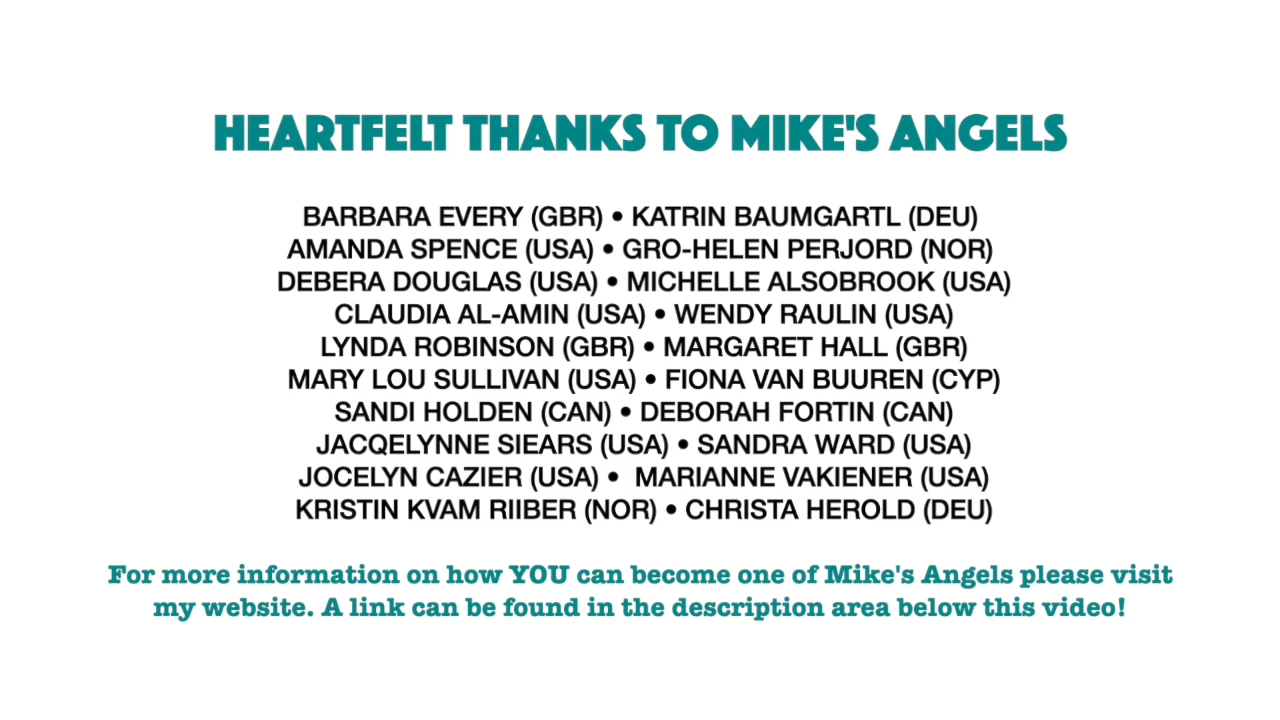 HEARTFELT THANKS TO MIKE'S ANGELS
BARBARA EVERY (GBR) • KATRIN BAUMGARTL (DEU)
AMANDA SPENCE (USA) • GRO-HELEN PERJORD (NOR)
DEBERA DOUGLAS (USA) • MICHELLE ALSOBROOK (USA)
CLAUDIA AL-AMIN (USA) • WENDY RAULIN (USA)
LYNDA ROBINSON (GBR) • MARGARET HALL (GBR)
MARY LOU SULLIVAN (USA) • FIONA VAN BUUREN (CYP)
SANDI HOLDEN (CAN) • DEBORAH FORTIN (CAN)
JACQELYNNE SIEARS (USA) • SANDRA WARD (USA)
JOCELYN CAZIER (USA) • MARIANNE VAKIENER (USA)
KRISTIN KVAM RIIBER (NOR) • CHRISTA HEROLD (DEU)
For more information on how YOU can become one of Mike's Angels please visit
my website. A link can be found in the description area below this video!